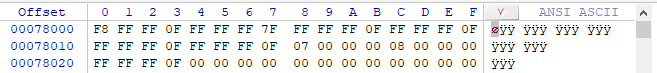 Offset 0 1 2 3 4 5 6 7 8 9 A B C D E F ANSI ASCII
00078000 F8 FF FF 0F FF FF FF 7F FF FF FF 0F FF FF FF 0F øÿÿ ÿÿÿ ÿÿÿ ÿÿÿ
00078010 FF FF FF 0F FF FF FF 0F 07 00 00 00 08 00 00 00 ÿÿÿ ÿÿÿ
00078020 FF FF FF 0F 00 00 00 00 00 00 00 00 00 00 00 00 ÿÿÿ